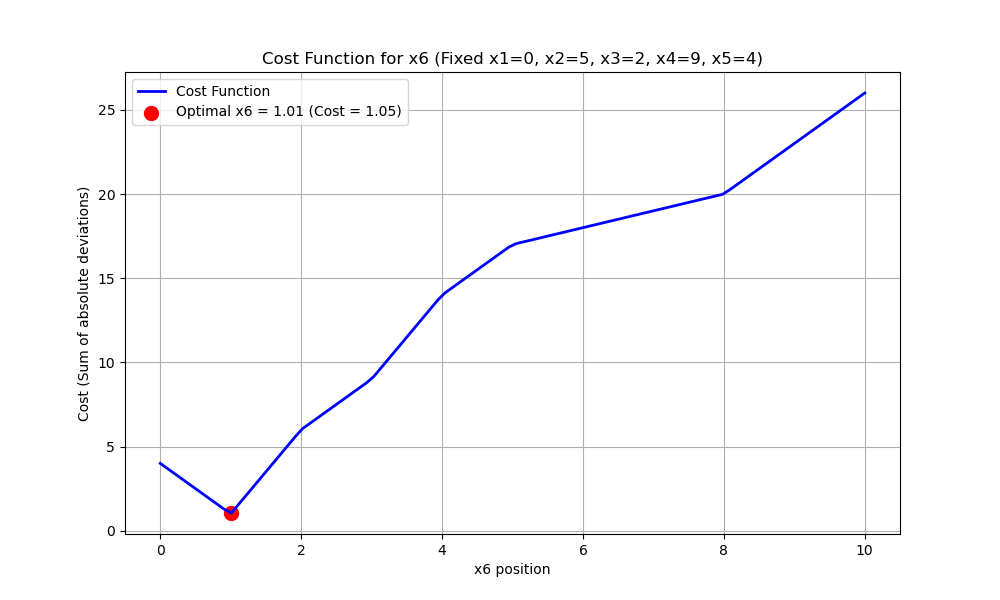 Cost Function for x6 (Fixed x1=0, x2=5, x3=2, x4=9, x5=4)
Cost Function
Optimal x6 = 1.01 (Cost = 1.05)
Cost (Sum of absolute deviations)
25
20
15
10
5
0
0 2 4 6 8 10
x6 position